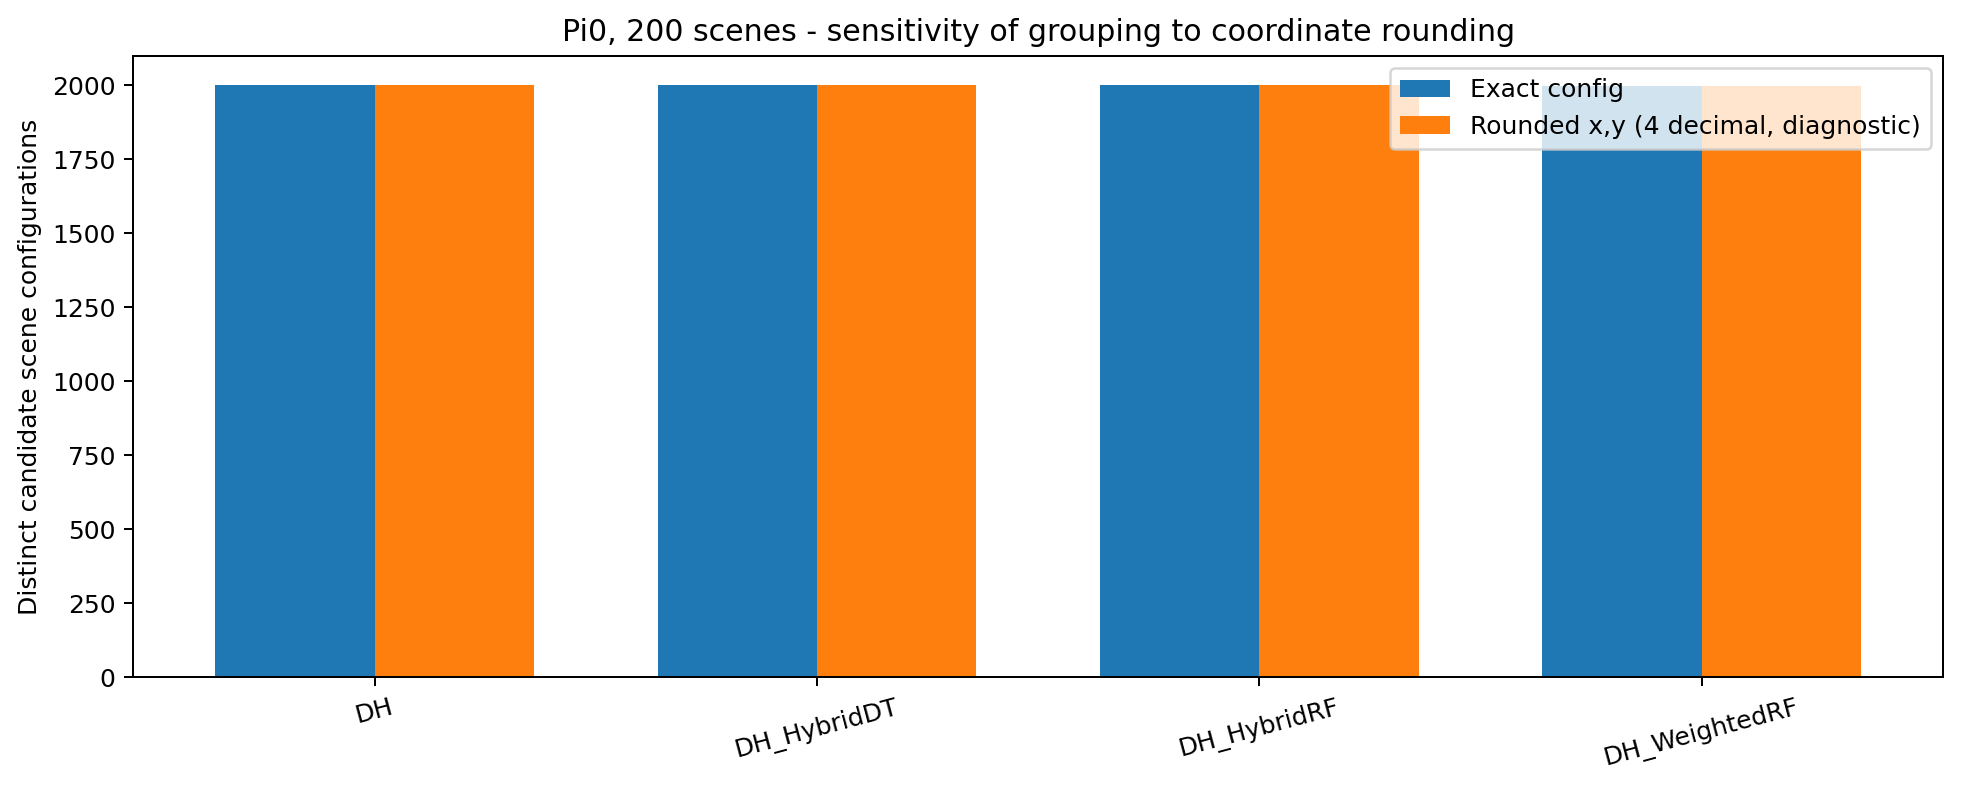 Pi0, 200 scenes - sensitivity of grouping to coordinate rounding
Distinct candidate scene configurations
2000
1750
1500
1250
1000
750
500
250
0
Exact config
Rounded x,y (4 decimal, diagnostic)
DH
DH_HybridDT
DH_HybridRF
DH_WeightedRF